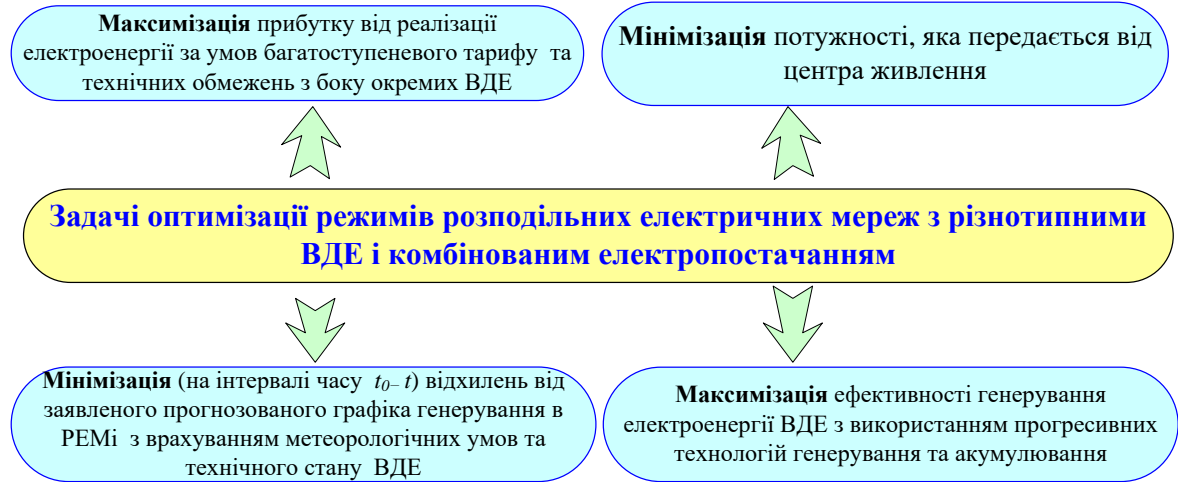 Максимізація прибутку від реалізації
електроенергії за умов багатоступеневого тарифу та
технічних обмежень з боку окремих ВДЕ
Мінімізація потужності, яка передається від
центра живлення
Задачі оптимізації режимів розподільних електричних мереж з різнотипними
ВДЕ і комбінованим електропостачанням
Мінімізація (на інтервалі часу t0– t) відхилень від
заявленого прогнозованого графіка генерування в
РЕМі з врахуванням метеорологічних умов та
технічного стану ВДЕ
Максимізація ефективності генерування
електроенергії ВДЕ з використанням прогресивних
технологій генерування та акумулювання